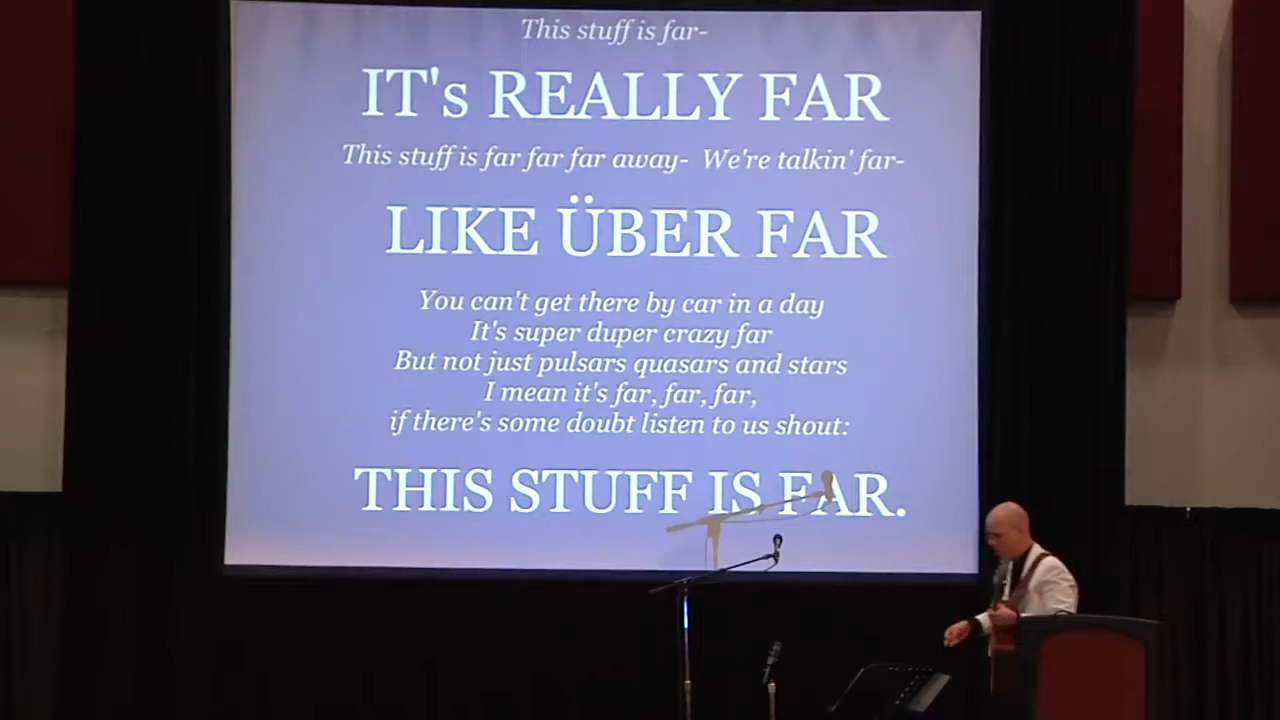 This stuff is far-
IT's REALLY FAR
This stuff is far far far away-  We're talkin' far-
LIKE ÜBER FAR
You can't get there by car in a day
It's super duper crazy far
But not just pulsars quasars and stars
I mean it's far, far, far,
if there's some doubt listen to us shout:
THIS STUFF IS FAR.